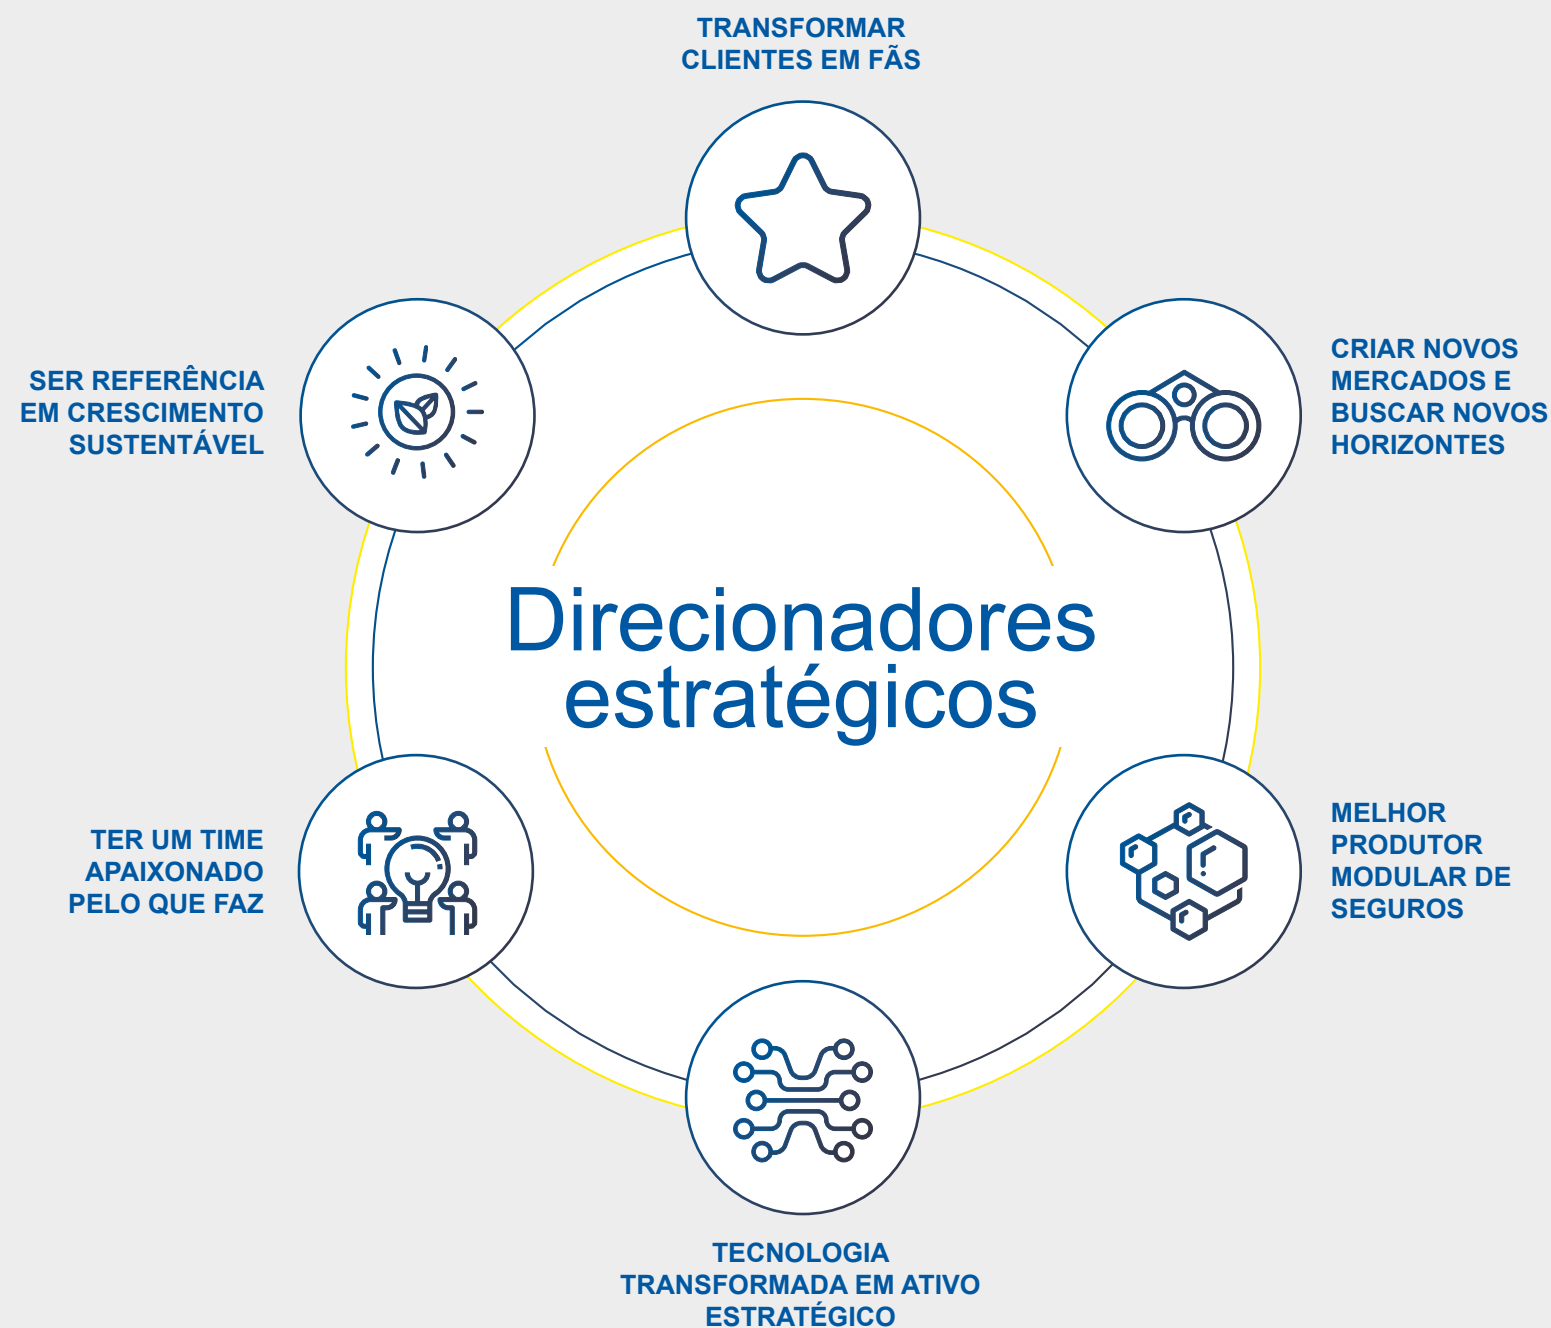 TRANSFORMAR
CLIENTES EM FÃS
CRIAR NOVOS
MERCADOS E
BUSCAR NOVOS
HORIZONTES
SER REFERÊNCIA
EM CRESCIMENTO
SUSTENTÁVEL
Direcionadores
estratégicos
MELHOR
PRODUTOR
MODULAR DE
SEGUROS
TER UM TIME
APAIXONADO
PELO QUE FAZ
TECNOLOGIA
TRANSFORMADA EM ATIVO
ESTRATÉGICO